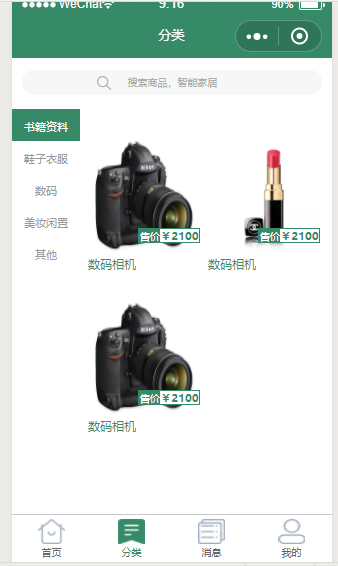 WeChat 9:16 90%
分类
搜索商品，智能家居
书籍资料
鞋子衣服
数码
美妆闲置
其他
Nikon
售价￥2100
数码相机
CHANEL
售价￥2100
数码相机
Nikon
售价￥2100
数码相机
首页
分类
消息
我的